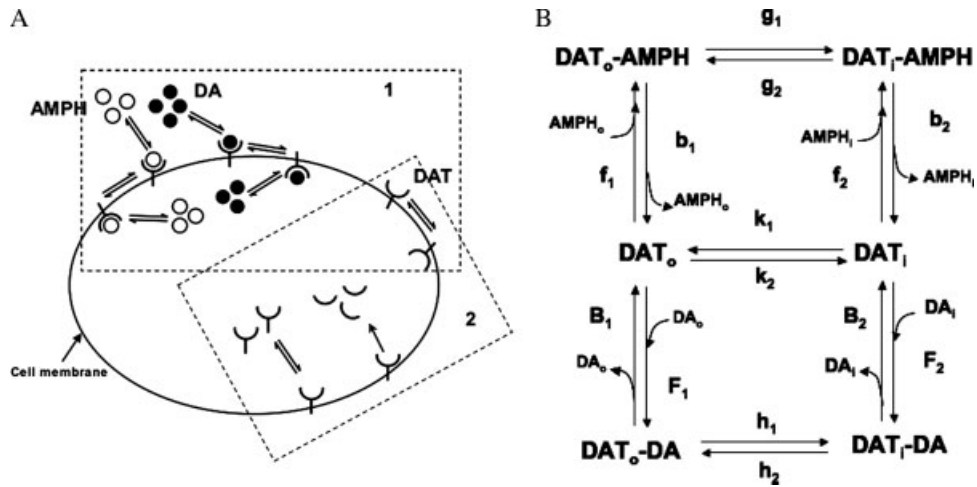 A
AMPH
DA
1
DAT
2
Cell membrane
B
g₁
DATₒ-AMPH
DATᵢ-AMPH
g₂
AMPHₒ
b₁
AMPHᵢ
b₂
f₁
AMPHₒ
f₂
AMPHᵢ
k₁
DATₒ
DATᵢ
k₂
B₁
DAₒ
B₂
DAᵢ
DAₒ
F₁
DAᵢ
F₂
h₁
DATₒ-DA
DATᵢ-DA
h₂